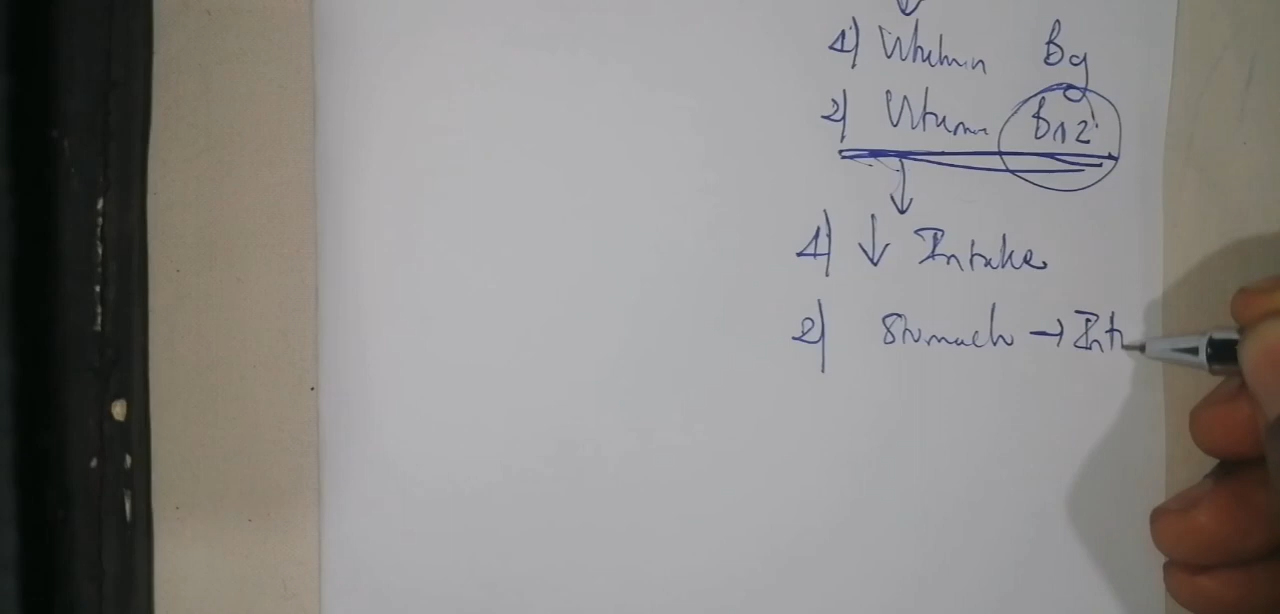 1) Vitamin B9
2) Vitamin B12
1) ↓ Intake
2) Stomach → Int